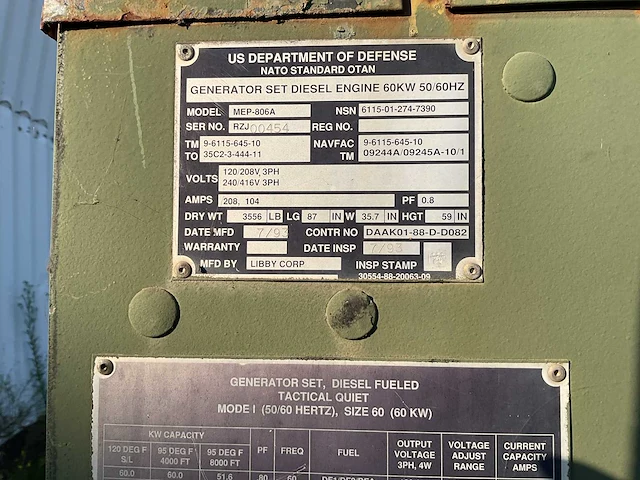 US DEPARTMENT OF DEFENSE
NATO STANDARD OTAN
GENERATOR SET DIESEL ENGINE 60KW 50/60HZ
MODEL MEP-806A NSN 6115-01-274-7390
SER NO. RZJ00454 REG NO.
TM 9-6115-645-10 NAVFAC 9-6115-645-10
TO 35C2-3-444-11 TM 09244A/09245A-10/1
VOLTS 120/208V, 3PH
240/416V 3PH
AMPS 208, 104 PF 0.8
DRY WT 3556 LB LG 87 IN W 35.7 IN HGT 59 IN
DATE MFD 7/93 CONTR NO DAAK01-88-D-D082
WARRANTY DATE INSP 7/93
MFD BY LIBBY CORP INSP STAMP
30554-88-20063-09
GENERATOR SET, DIESEL FUELED
TACTICAL QUIET
MODE I (50/60 HERTZ), SIZE 60 (60 KW)
KW CAPACITY
120 DEG F S/L 95 DEG F 4000 FT 95 DEG F 8000 FT PF FREQ FUEL OUTPUT VOLTAGE 3PH, 4W VOLTAGE ADJUST RANGE CURRENT CAPACITY AMPS
60.0 60.0 51.6 .80 60